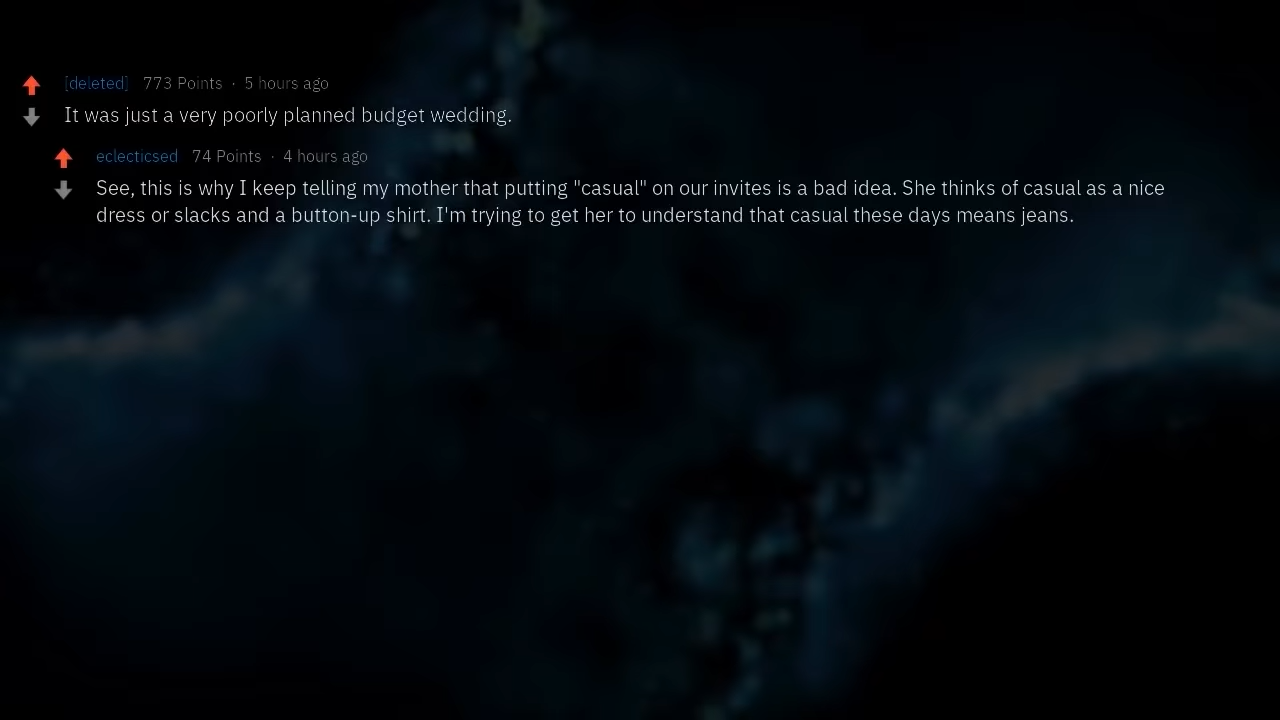 [deleted] 773 Points · 5 hours ago
It was just a very poorly planned budget wedding.
eclecticsed 74 Points · 4 hours ago
See, this is why I keep telling my mother that putting "casual" on our invites is a bad idea. She thinks of casual as a nice
dress or slacks and a button-up shirt. I'm trying to get her to understand that casual these days means jeans.